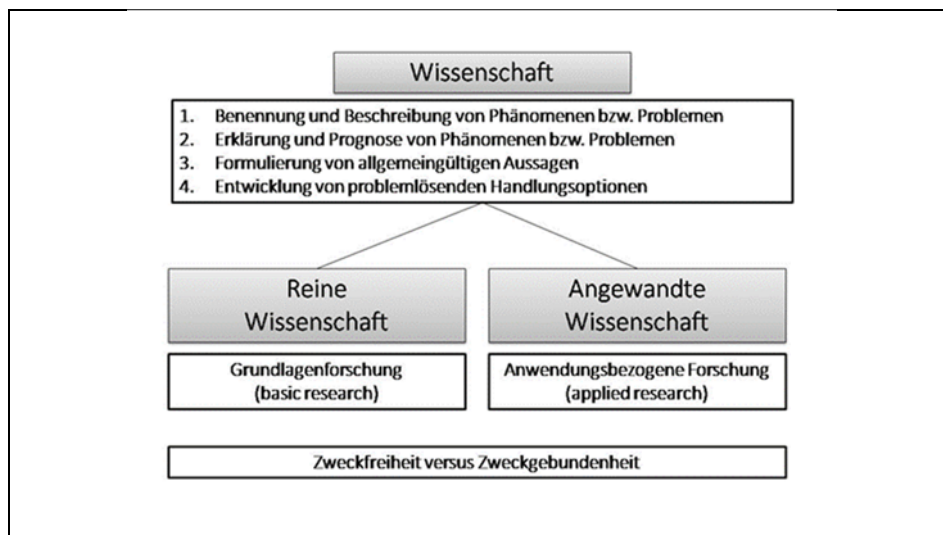 Wissenschaft
1. Benennung und Beschreibung von Phänomenen bzw. Problemen
2. Erklärung und Prognose von Phänomenen bzw. Problemen
3. Formulierung von allgemeingültigen Aussagen
4. Entwicklung von problemlösenden Handlungsoptionen
Reine
Wissenschaft
Grundlagenforschung
(basic research)
Angewandte
Wissenschaft
Anwendungsbezogene Forschung
(applied research)
Zweckfreiheit versus Zweckgebundenheit